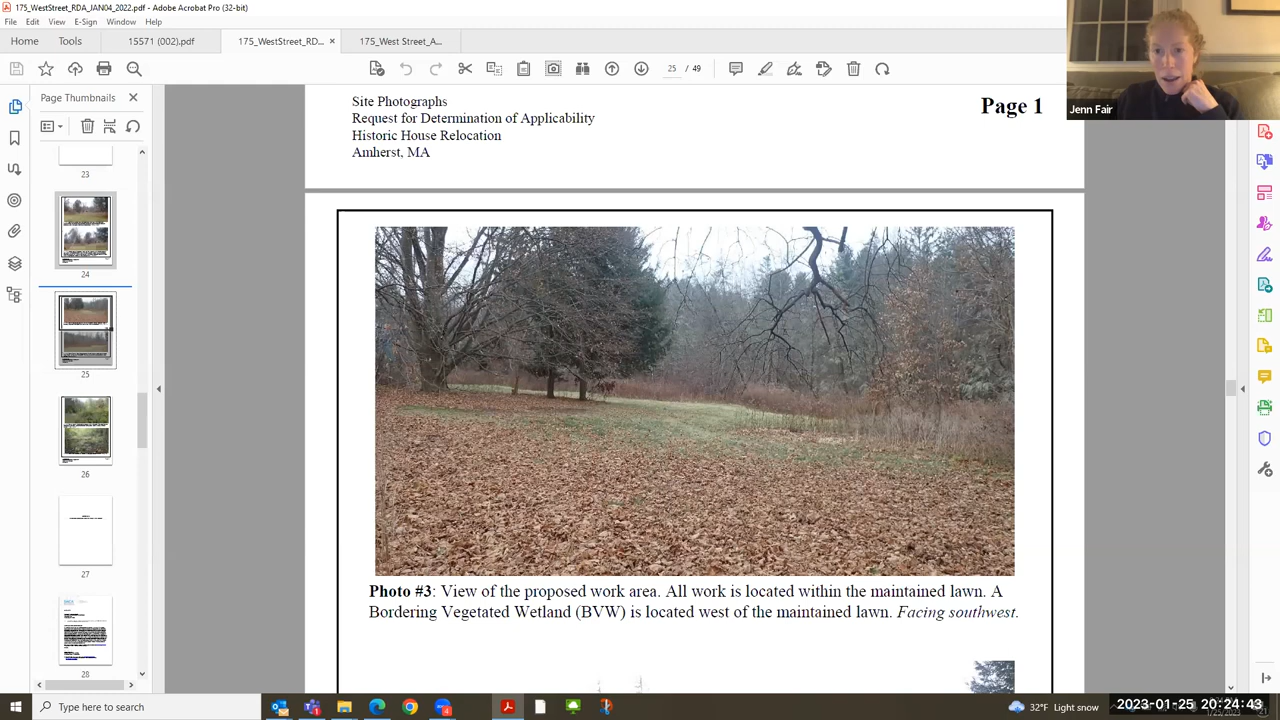 175_WestStreet_RDA_JAN04_2022.pdf - Adobe Acrobat Pro (32-bit)
File Edit View E-Sign Window Help
Home Tools 15571 (002).pdf 175_WestStreet_RD... × 175_West Street_A...
25 / 49
Page Thumbnails
23
24
25
26
27
28
Site Photographs
Request for Determination of Applicability
Historic House Relocation
Amherst, MA
Page 1
Jenn Fair
Photo #3: View of the proposed work area. All work is located within the maintained lawn. A
Bordering Vegetated Wetland (BVW) is located west of the maintained lawn. Facing southwest.
Type here to search
32°F Light snow
2023-01-25 20:24:43